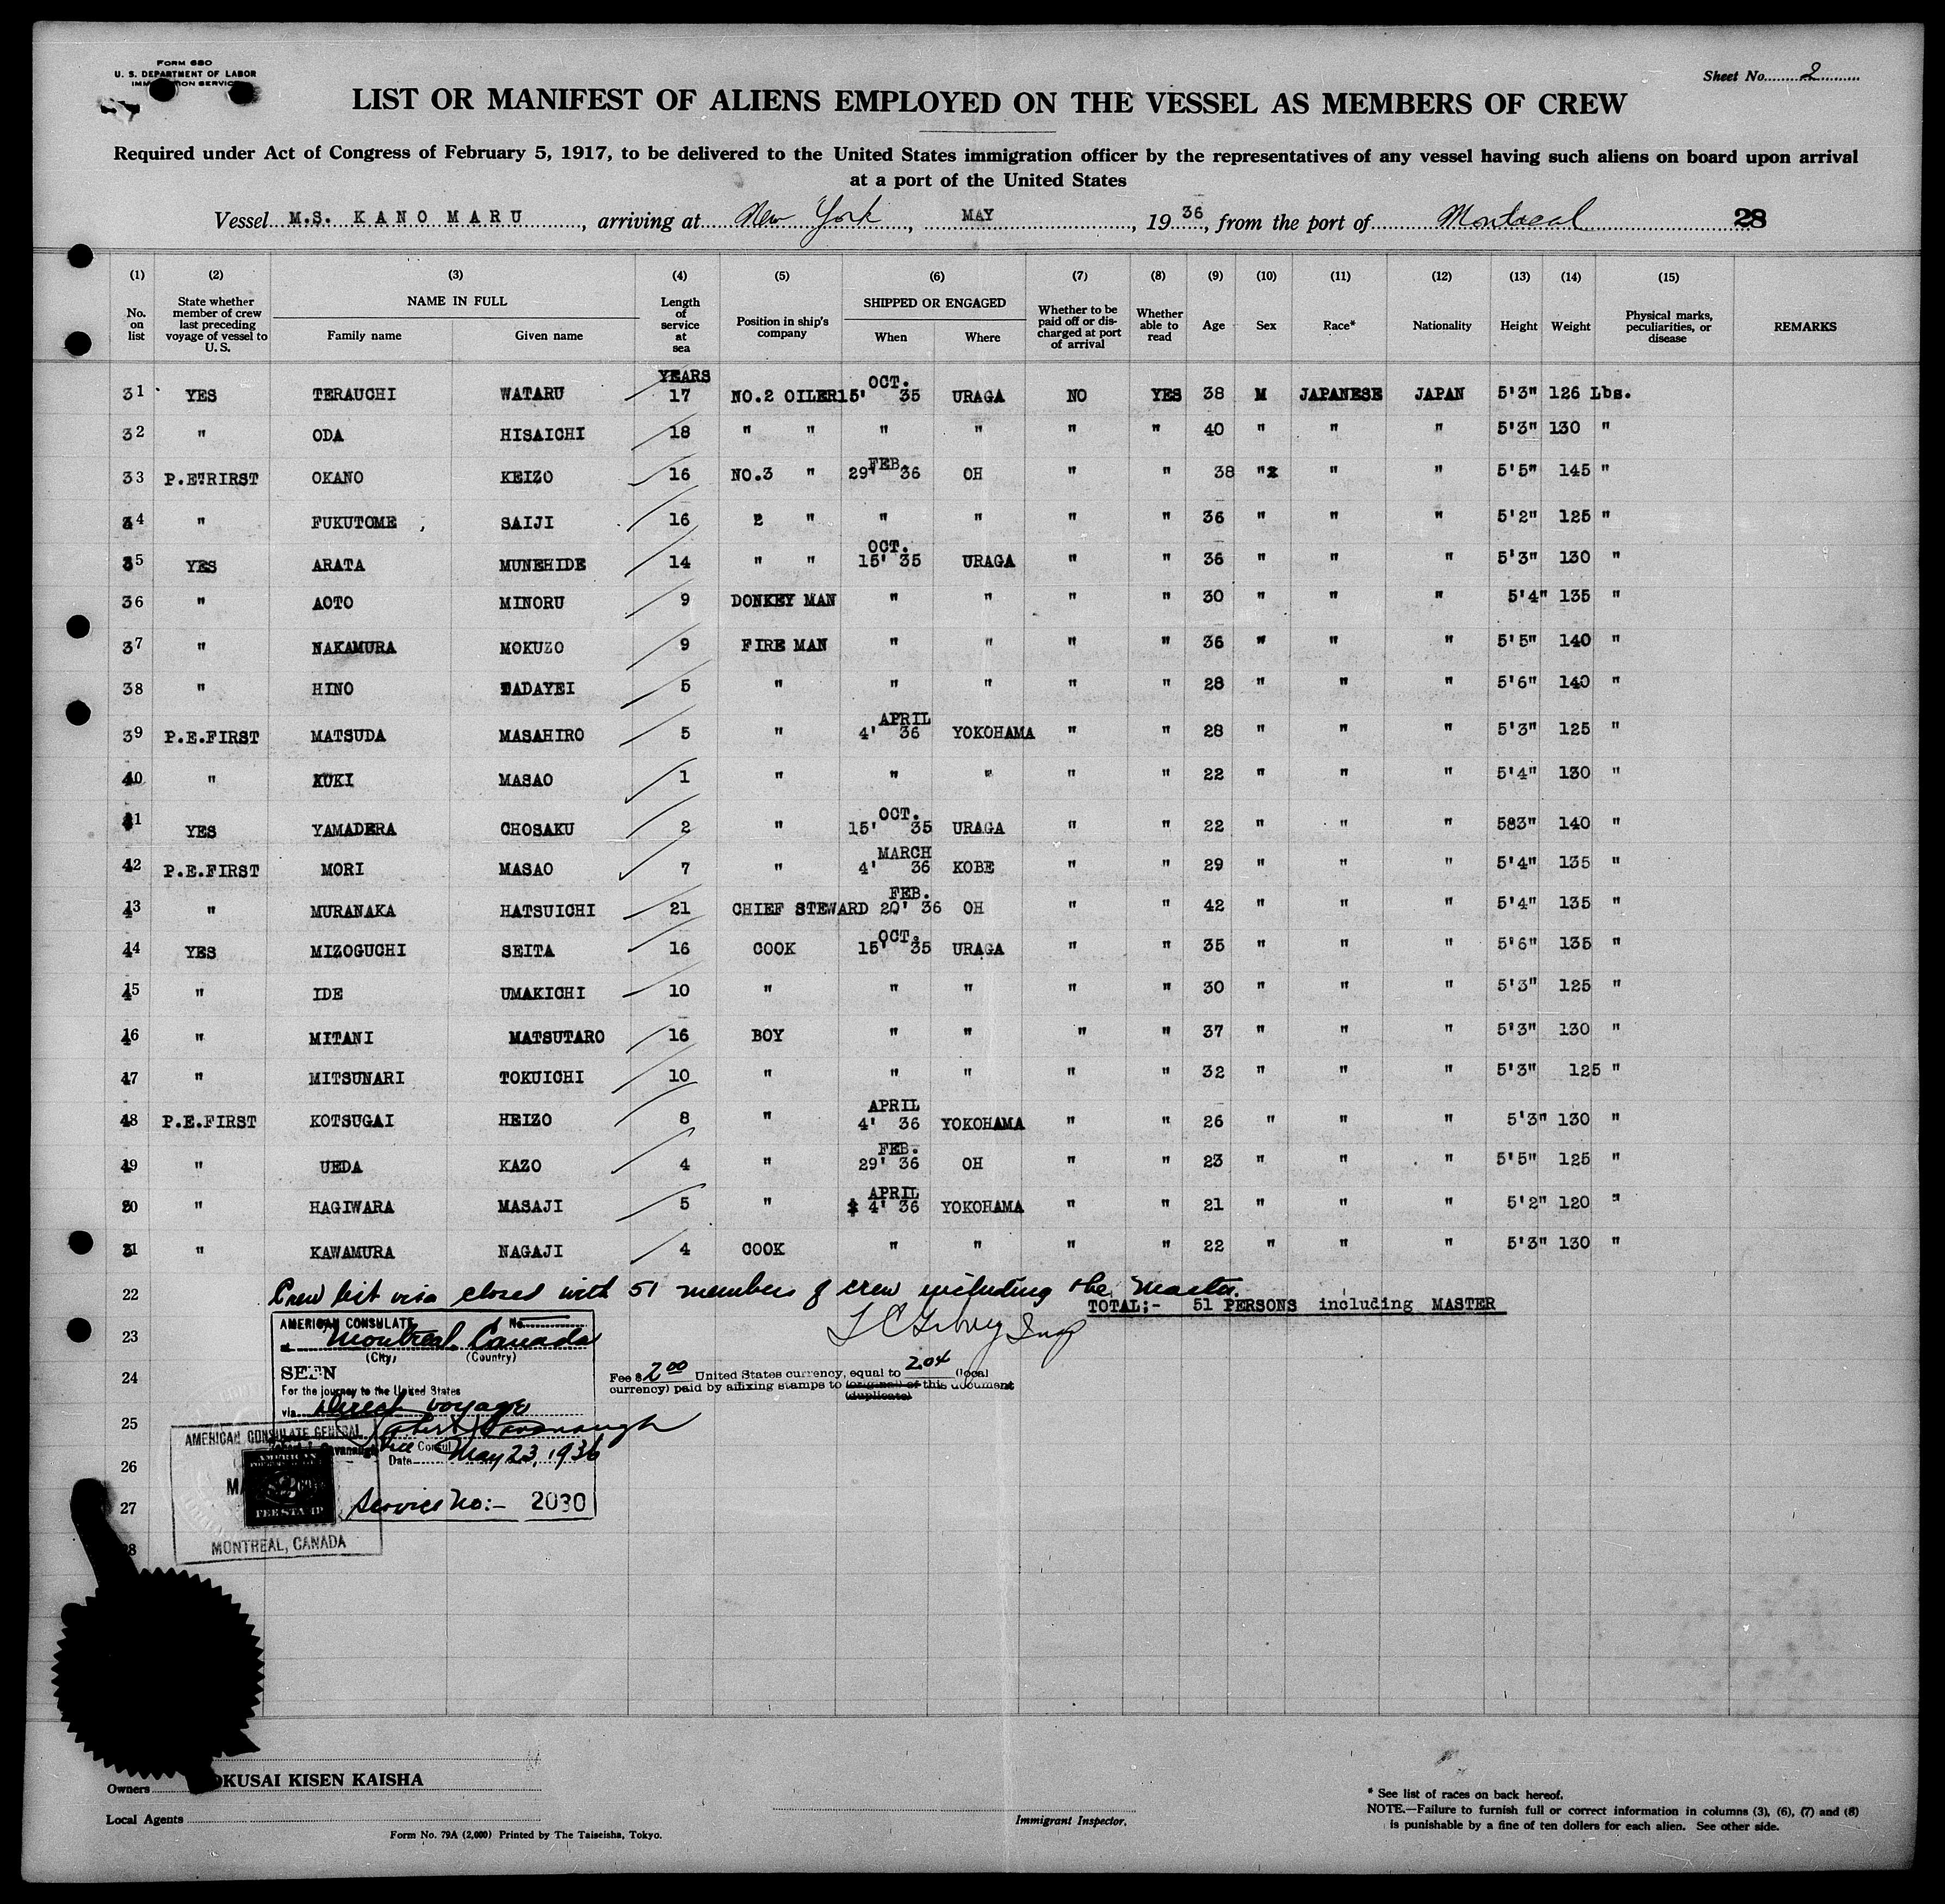 FORM 680
U. S. DEPARTMENT OF LABOR
IMMIGRATION SERVICE
Sheet No. 2
LIST OR MANIFEST OF ALIENS EMPLOYED ON THE VESSEL AS MEMBERS OF CREW
Required under Act of Congress of February 5, 1917, to be delivered to the United States immigration officer by the representatives of any vessel having such aliens on board upon arrival
at a port of the United States
Vessel M.S. KANO MARU, arriving at New York, MAY, 19 36, from the port of Montreal 28
(1) (2) (3) (4) (5) (6) (7) (8) (9) (10) (11) (12) (13) (14) (15)
No. on list State whether member of crew last preceding voyage of vessel to U. S. NAME IN FULL Family name Given name Length of service at sea Position in ship's company SHIPPED OR ENGAGED When Where Whether to be paid off or discharged at port of arrival Whether able to read Age Sex Race* Nationality Height Weight Physical marks, peculiarities, or disease REMARKS
YEARS
31 YES TERAUCHI WATARU 17 NO.2 OILER OCT. 15' 35 URAGA NO YES 38 M JAPANESE JAPAN 5'3" 126 Lbs.
32 " ODA HISAICHI 18 " " " " " " 40 " " " 5'3" 130 "
33 P.E"RIRST OKANO KEIZO 16 NO.3 " FEB. 29' 36 OH " " 38 " " " 5'5" 145 "
34 " FUKUTOME , SAIJI 16 " " " " " 36 " " " 5'2" 125 "
35 YES ARATA MUNEHIDE 14 " " OCT. 15' 35 URAGA " " 36 " " " 5'3" 130 "
36 " AOTO MINORU 9 DONKEY MAN " " " " 30 " " " 5'4" 135 "
37 " NAKAMURA MOKUZO 9 FIRE MAN " " " " 36 " " " 5'5" 140 "
38 " HINO TADAYEI 5 " " " " " 28 " " " 5'6" 140 "
39 P.E.FIRST MATSUDA MASAHIRO 5 " APRIL 4' 36 YOKOHAMA " " 28 " " " 5'3" 125 "
40 " KUKI MASAO 1 " " " " " 22 " " " 5'4" 130 "
41 YES YAMADERA CHOSAKU 2 " OCT. 15' 35 URAGA " " 22 " " " 583" 140 "
42 P.E.FIRST MORI MASAO 7 " MARCH 4' 36 KOBE " " 29 " " " 5'4" 135 "
43 " MURANAKA HATSUICHI 21 CHIEF STEWARD FEB. 20' 36 OH " " 42 " " " 5'4" 135 "
44 YES MIZOGUCHI SEITA 16 COOK OCT. 15' 35 URAGA " " 35 " " " 5'6" 135 "
45 " IDE UMAKICHI 10 " " " " " 30 " " " 5'3" 125 "
46 " MITANI MATSUTARO 16 BOY " " " " 37 " " " 5'3" 130 "
47 " MITSUNARI TOKUICHI 10 " " " " " 32 " " " 5'3" 125 "
48 P.E.FIRST KOTSUGAI HEIZO 8 " APRIL 4' 36 YOKOHAMA " " 26 " " " 5'3" 130 "
49 " UEDA KAZO 4 " FEB. 29' 36 OH " " 23 " " " 5'5" 125 "
50 " HAGIWARA MASAJI 5 " APRIL 4' 36 YOKOHAMA " " 21 " " " 5'2" 120 "
51 " KAWAMURA NAGAJI 4 COOK " " " " 22 " " " 5'3" 130 "
22 Crew list visa closed with 51 members of crew including the Master.
TOTAL:- 51 PERSONS including MASTER
23
AMERICAN CONSULATE No.
Montreal, Canada
(City) (Country)
24
SEEN
For the journey to the United States
via Direct voyage
Fee $ 2.00 United States currency, equal to 2.04 (local
currency) paid by affixing stamps to (original) of this document
(duplicate)
25
Vice Consul
Date May 23, 1936
26
AMERICAN CONSULATE GENERAL
FEE STAMP
27 Service No:- 2030
28
MONTREAL, CANADA
Owners KOKUSAI KISEN KAISHA
Local Agents
Immigrant Inspector.
Form No. 79A (2,000) Printed by The Taiseisha, Tokyo.
* See list of races on back hereof.
NOTE.—Failure to furnish full or correct information in columns (3), (6), (7) and (8)
is punishable by a fine of ten dollars for each alien. See other side.